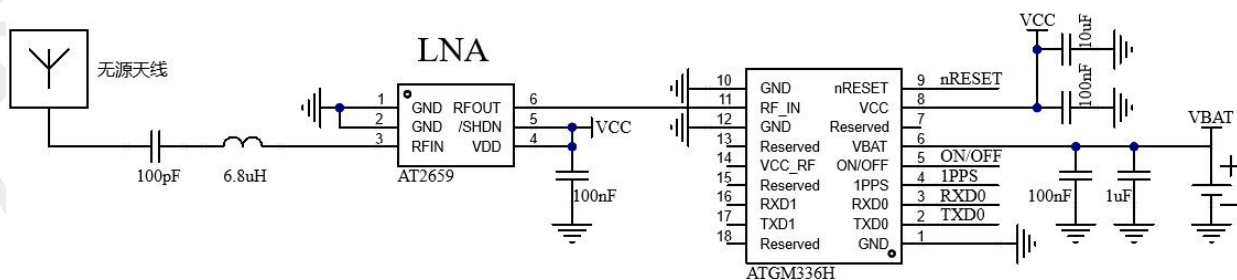 LNA
无源天线
100pF
6.8uH
1 GND RFOUT 6
2 GND /SHDN 5
3 RFIN VDD 4
AT2659
VCC
100nF
10 GND nRESET 9 nRESET
11 RF_IN VCC 8
12 GND Reserved 7
13 Reserved VBAT 6
14 VCC_RF ON/OFF 5 ON/OFF
15 Reserved 1PPS 4 1PPS
16 RXD1 RXD0 3 RXD0
17 TXD1 TXD0 2 TXD0
18 Reserved GND 1
ATGM336H
VCC
10uF
100nF
VBAT
100nF
1uF
+